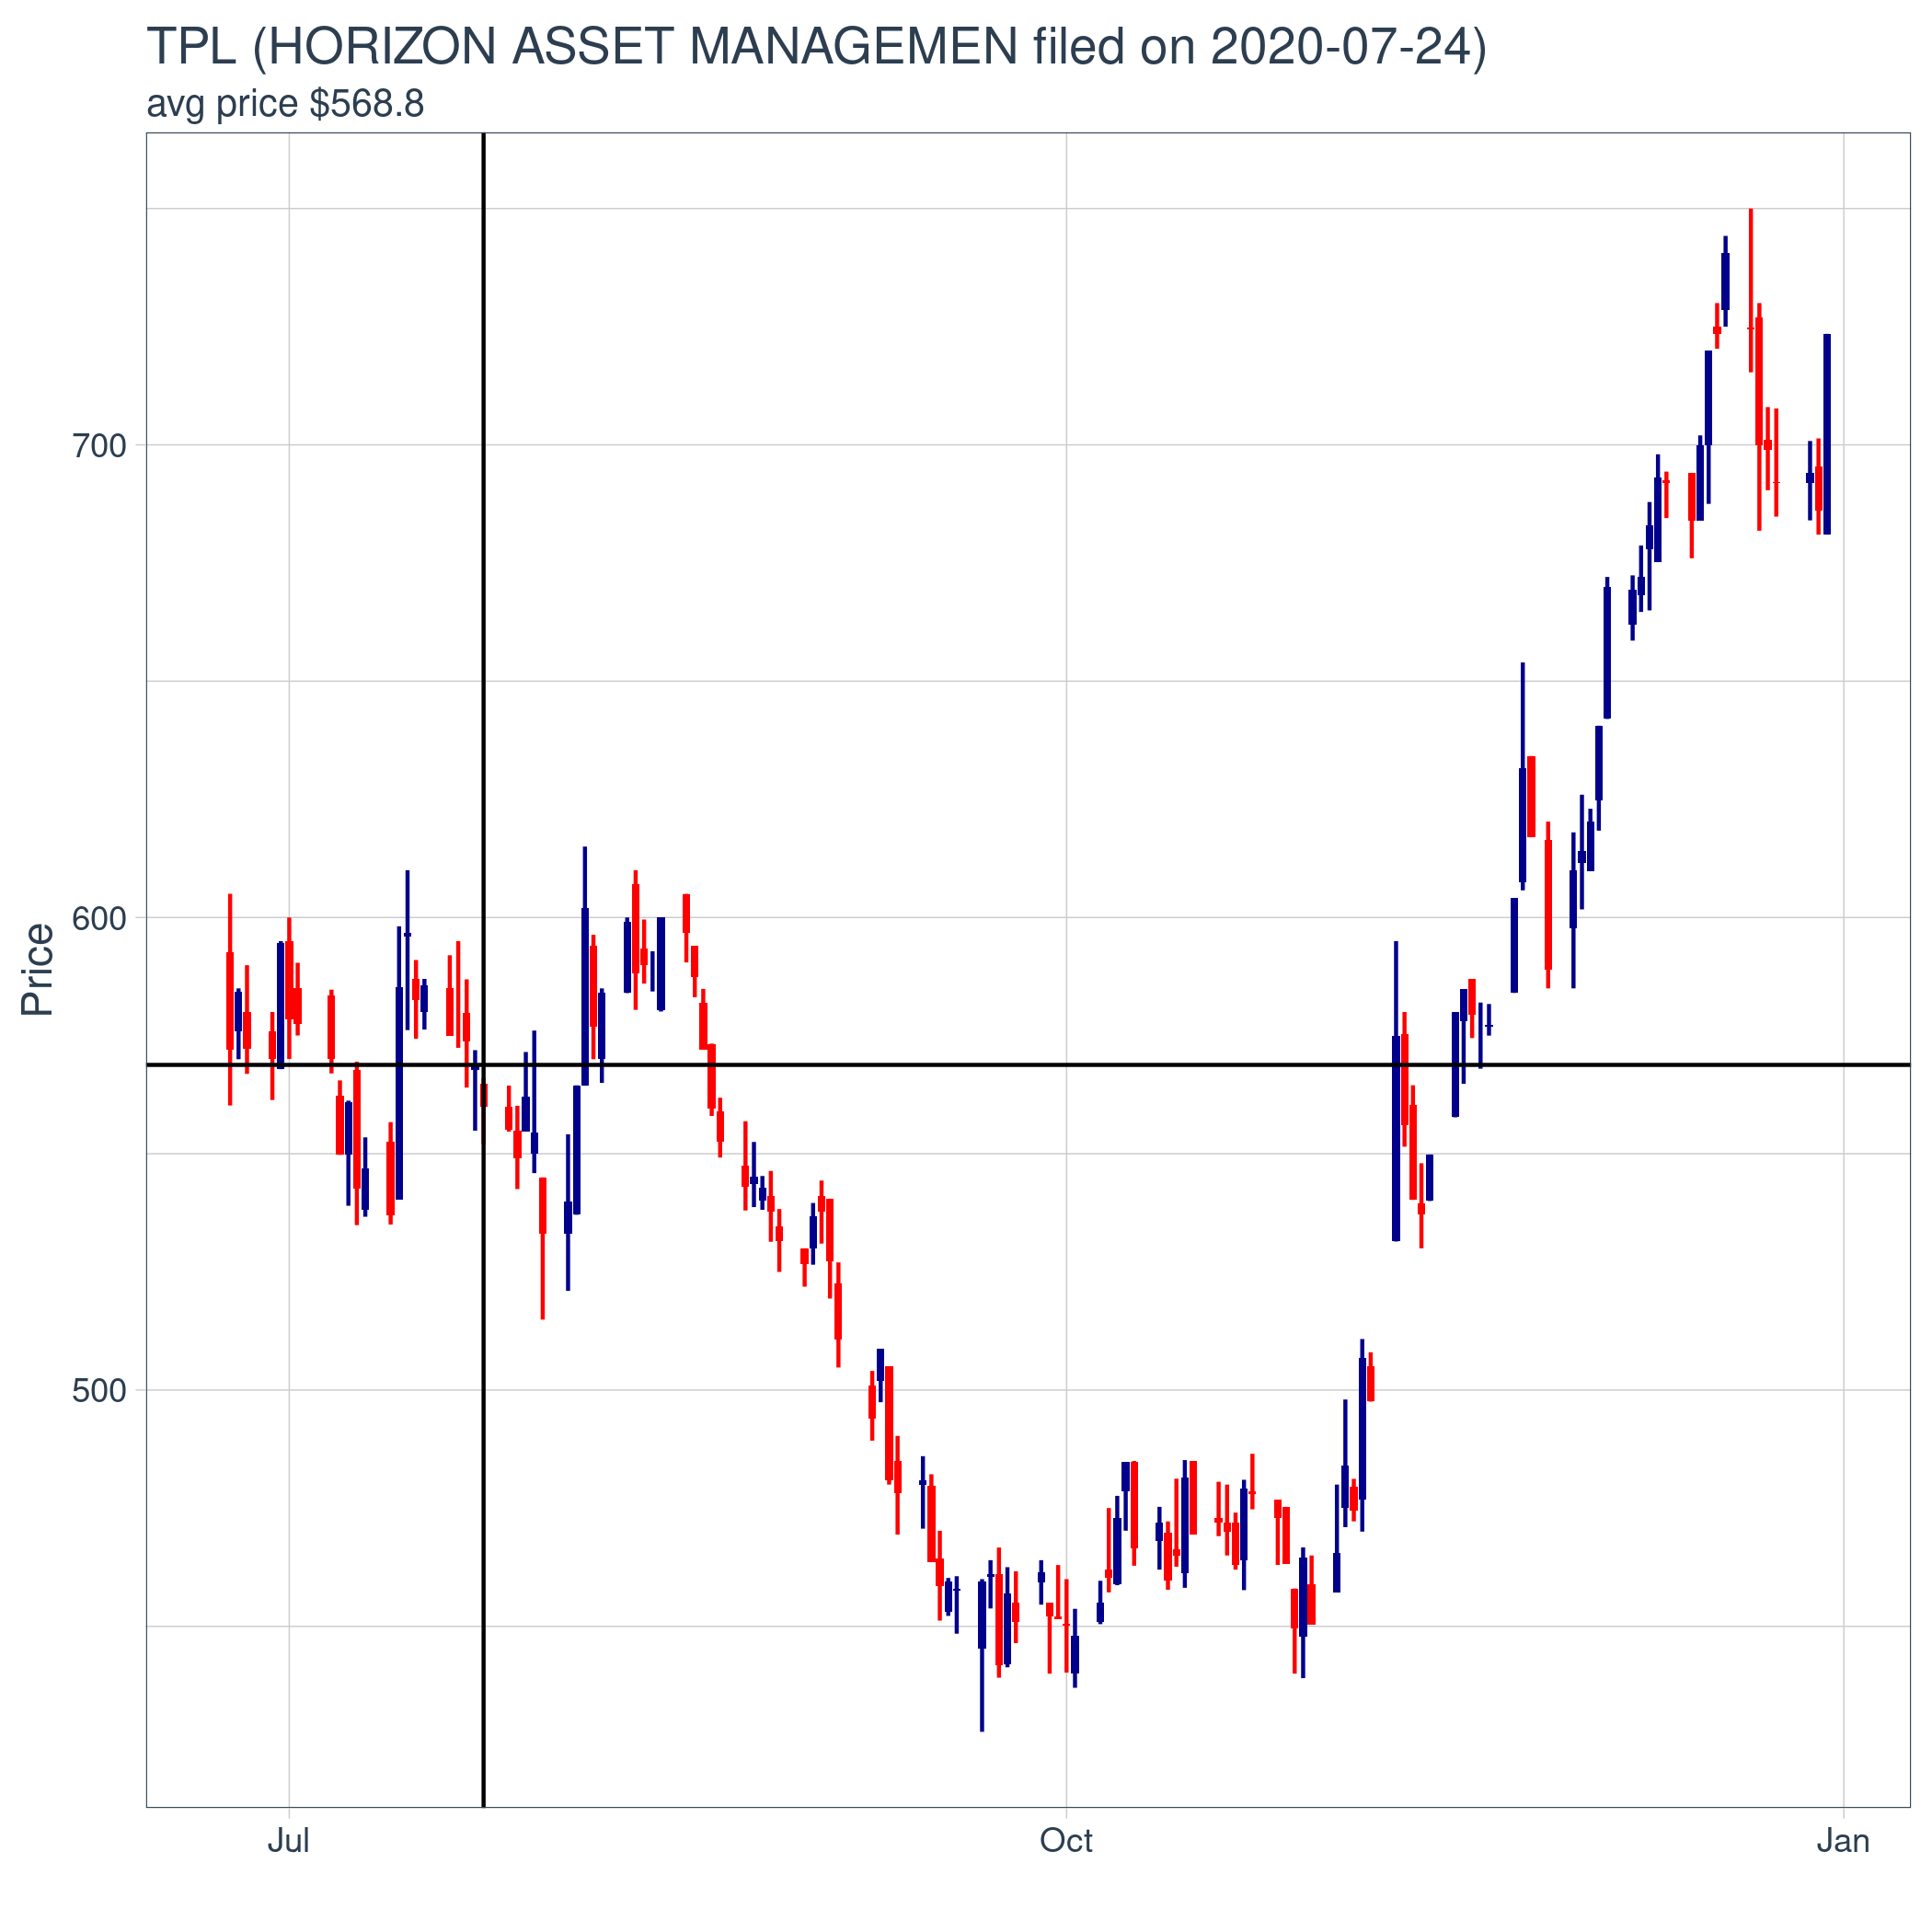 TPL (HORIZON ASSET MANAGEMEN filed on 2020-07-24)
avg price $568.8
Price
700
600
500
Jul Oct Jan